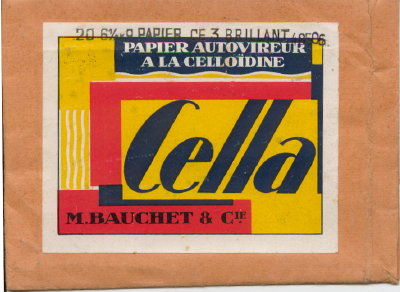 20 6½ x 9 PAPIER CE 3 BRILLANT
PAPIER AUTOVIREUR
A LA CELLOÏDINE
Cella
M. BAUCHET & CIE